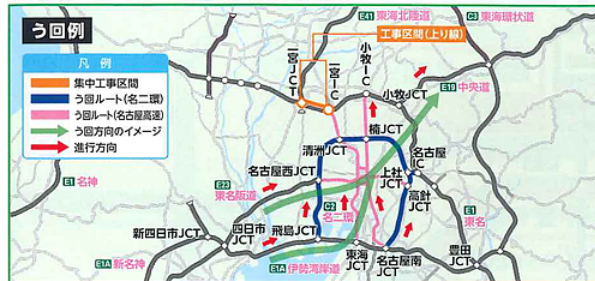 う回例
凡 例
集中工事区間
う回ルート(名二環)
う回ルート(名古屋高速)
う回方向のイメージ
進行方向
E41 東海北陸道
C3 東海環状道
工事区間(上り線)
一宮JCT
一宮IC
小牧IC
小牧JCT
E19 中央道
清洲JCT
楠JCT
名古屋IC
名古屋西JCT
上社JCT
高針JCT
E1 名神
E23
東名阪道
C2
名二環
E1
東名
四日市JCT
飛島JCT
新四日市JCT
E1A 新名神
E1A 伊勢湾岸道
東海JCT
名古屋南JCT
豊田JCT